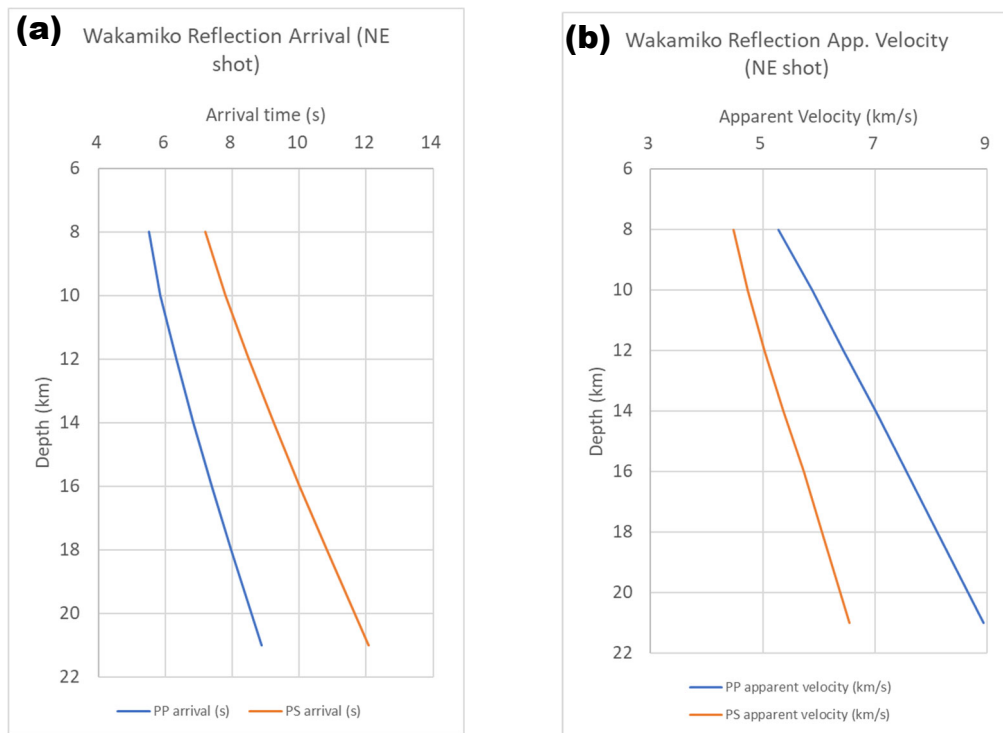 (a)
Wakamiko Reflection Arrival (NE
shot)
Arrival time (s)
4 6 8 10 12 14
6
8
10
12
14
16
18
20
22
Depth (km)
PP arrival (s) PS arrival (s)
(b)
Wakamiko Reflection App. Velocity
(NE shot)
Apparent Velocity (km/s)
3 5 7 9
6
8
10
12
14
16
18
20
22
Depth (km)
PP apparent velocity (km/s)
PS apparent velocity (km/s)